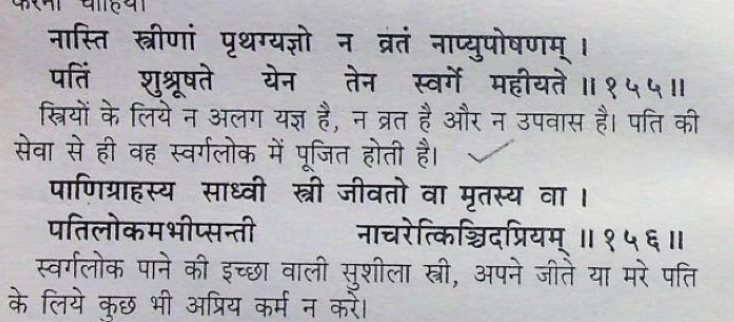 करना चाहिये।
नास्ति स्त्रीणां पृथग्यज्ञो न व्रतं नाप्युपोषणम् ।
पतिं शुश्रूषते येन तेन स्वर्गे महीयते ॥ १५५॥
स्त्रियों के लिये न अलग यज्ञ है, न व्रत है और न उपवास है। पति की
सेवा से ही वह स्वर्गलोक में पूजित होती है।
पाणिग्राहस्य साध्वी स्त्री जीवतो वा मृतस्य वा ।
पतिलोकमभीप्सन्ती नाचरेत्किञ्चिदप्रियम् ॥ १५६॥
स्वर्गलोक पाने की इच्छा वाली सुशीला स्त्री, अपने जीते या मरे पति
के लिये कुछ भी अप्रिय कर्म न करे।